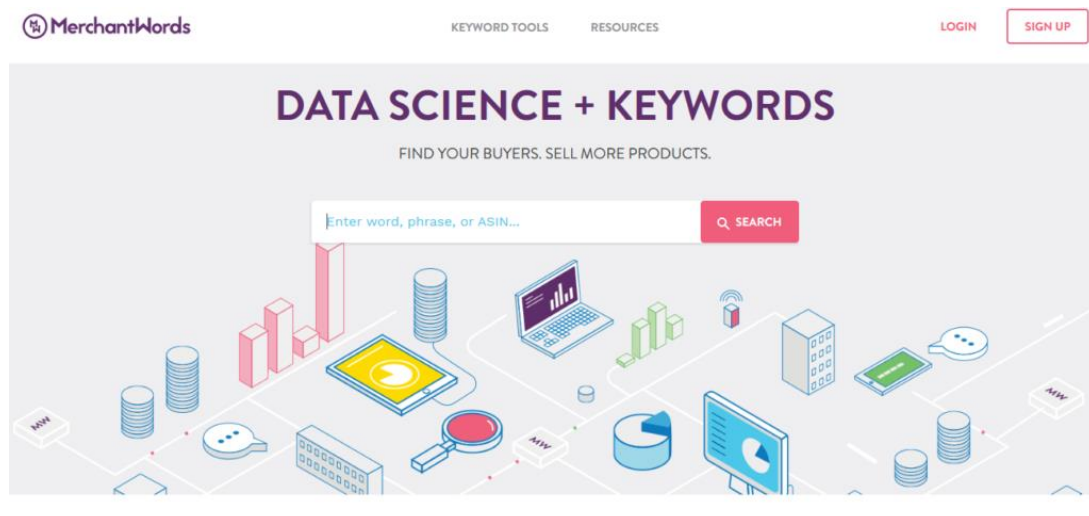 MW MerchantWords
KEYWORD TOOLS
RESOURCES
LOGIN
SIGN UP
DATA SCIENCE + KEYWORDS
FIND YOUR BUYERS. SELL MORE PRODUCTS.
Enter word, phrase, or ASIN...
SEARCH
MW
MW
MW